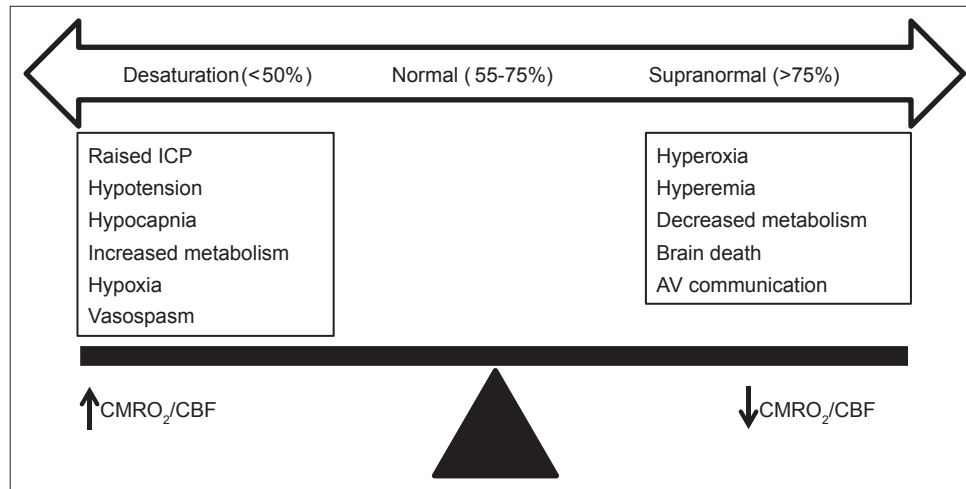 Desaturation (<50%) Normal ( 55-75%) Supranormal (>75%)
Raised ICP
Hypotension
Hypocapnia
Increased metabolism
Hypoxia
Vasospasm
Hyperoxia
Hyperemia
Decreased metabolism
Brain death
AV communication
↑CMRO₂/CBF
↓CMRO₂/CBF